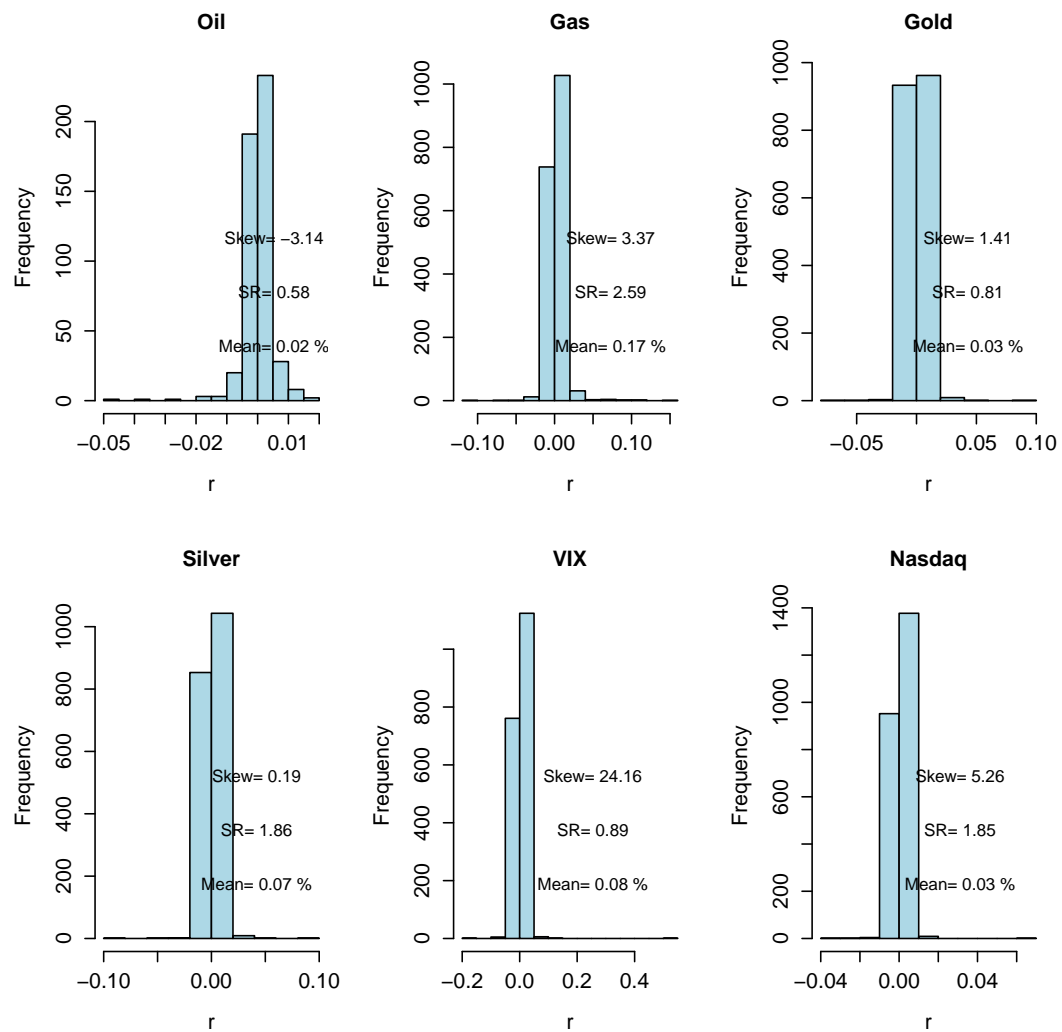 Oil
Frequency
0
50
100
150
200
Skew= −3.14
SR= 0.58
Mean= 0.02 %
−0.05
−0.02
0.01
r
Gas
Frequency
0
200
400
600
800
1000
Skew= 3.37
SR= 2.59
Mean= 0.17 %
−0.10
0.00
0.10
r
Gold
Frequency
0
200
400
600
800
1000
Skew= 1.41
SR= 0.81
Mean= 0.03 %
−0.05
0.05
0.10
r
Silver
Frequency
0
200
400
600
800
1000
Skew= 0.19
SR= 1.86
Mean= 0.07 %
−0.10
0.00
0.10
r
VIX
Frequency
0
200
400
600
800
Skew= 24.16
SR= 0.89
Mean= 0.08 %
−0.2
0.0
0.2
0.4
r
Nasdaq
Frequency
0
200
600
1000
1400
Skew= 5.26
SR= 1.85
Mean= 0.03 %
−0.04
0.00
0.04
r